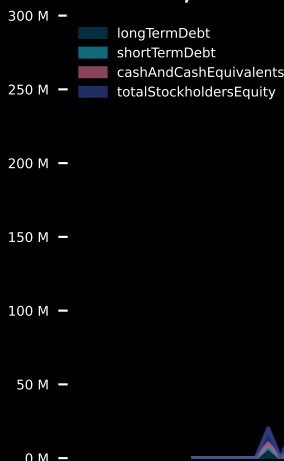 300 M
longTermDebt
shortTermDebt
cashAndCashEquivalents
totalStockholdersEquity
250 M
200 M
150 M
100 M
50 M
0 M